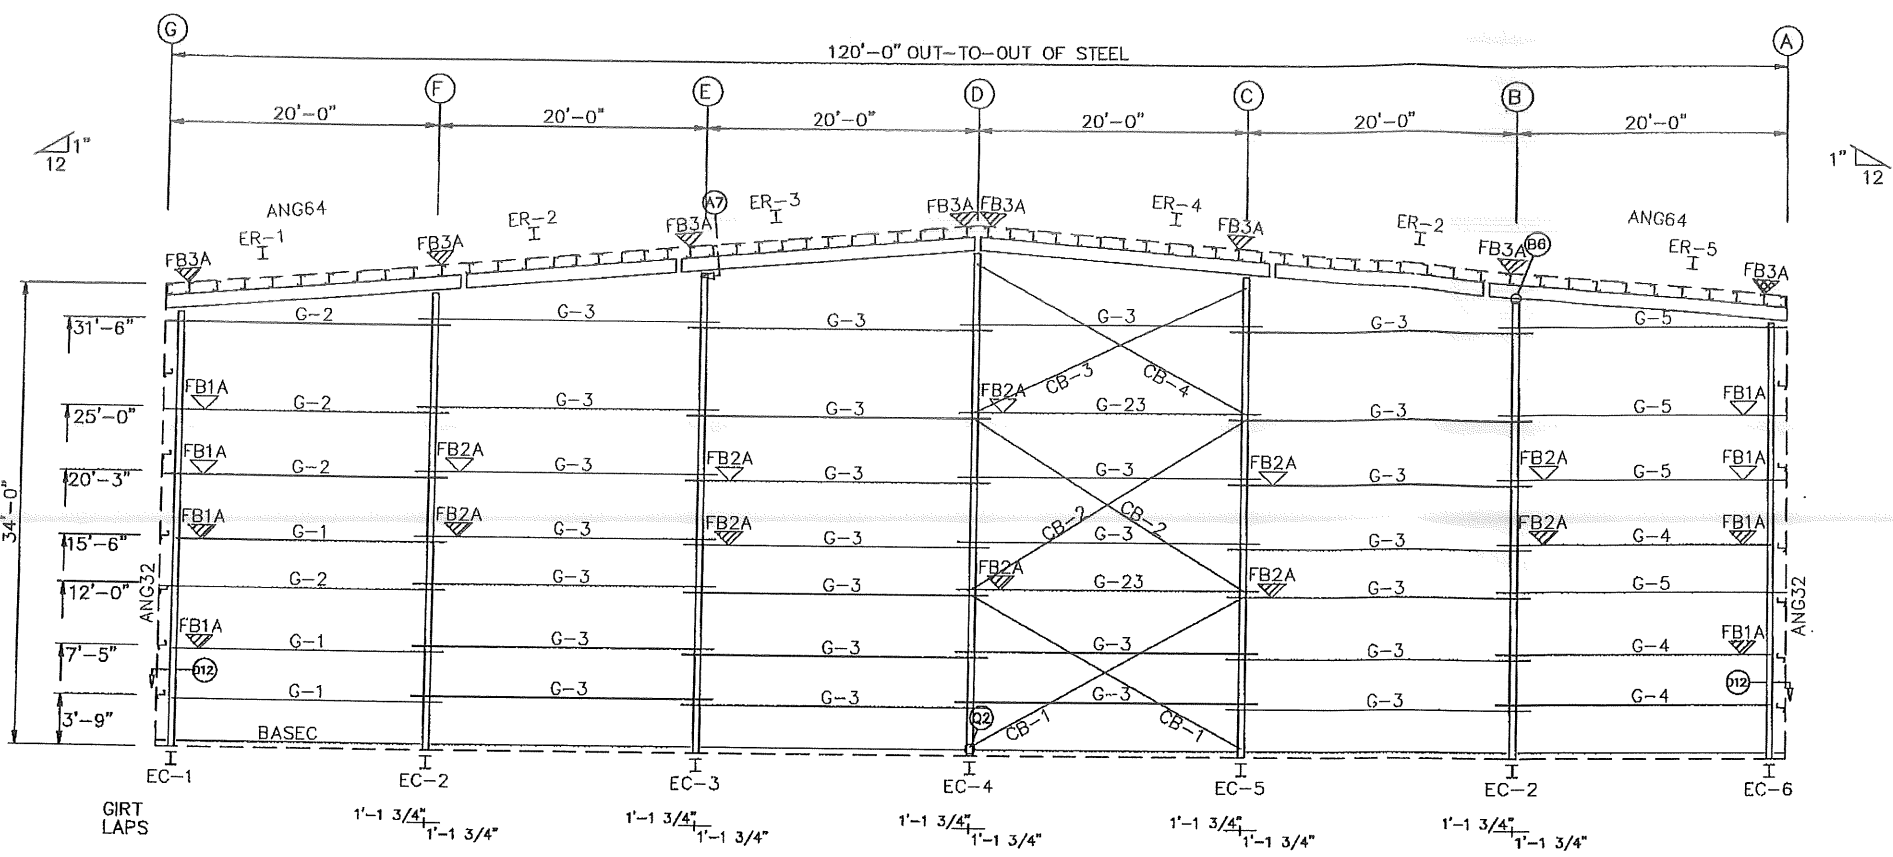 G
A
120'-0" OUT-TO-OUT OF STEEL
F
E
D
C
B
20'-0"
20'-0"
20'-0"
20'-0"
20'-0"
20'-0"
1"
12
1"
12
ANG64
ER-1
ER-2
A7
ER-3
ER-4
ER-2
ANG64
ER-5
FB3A
FB3A
FB3A
FB3A
FB3A
FB3A
FB3A
B6
FB3A
31'-6"
G-2
G-3
G-3
G-3
G-3
G-5
CB-3
CB-4
FB1A
FB2A
FB1A
25'-0"
G-2
G-3
G-3
G-23
G-3
G-5
FB1A
FB2A
FB2A
FB2A
FB2A
FB1A
20'-3"
G-2
G-3
G-3
G-3
G-3
G-5
34'-0"
FB1A
FB2A
FB2A
CB-2
CB-2
FB2A
FB1A
15'-6"
G-1
G-3
G-3
G-3
G-3
G-4
FB2A
FB2A
12'-0"
ANG32
G-2
G-3
G-3
G-23
G-3
G-5
ANG32
FB1A
FB1A
7'-5"
G-1
G-3
G-3
G-3
G-3
G-4
D12
D12
3'-9"
G-1
G-3
G-3
G-3
G-3
G-4
Q2
CB-1
CB-1
BASEC
EC-1
EC-2
EC-3
EC-4
EC-5
EC-2
EC-6
GIRT
LAPS
1'-1 3/4"
1'-1 3/4"
1'-1 3/4"
1'-1 3/4"
1'-1 3/4"
1'-1 3/4"
1'-1 3/4"
1'-1 3/4"
1'-1 3/4"
1'-1 3/4"